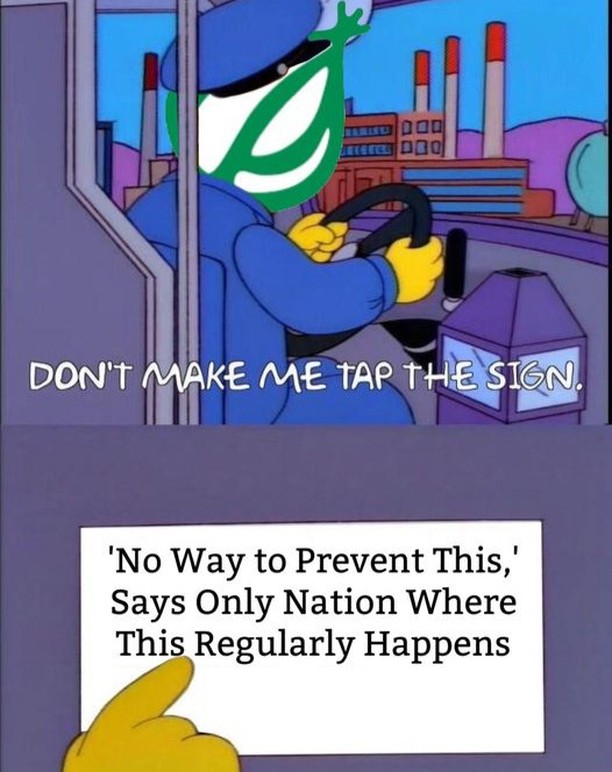 DON'T MAKE ME TAP THE SIGN.
'No Way to Prevent This,'
Says Only Nation Where
This Regularly Happens